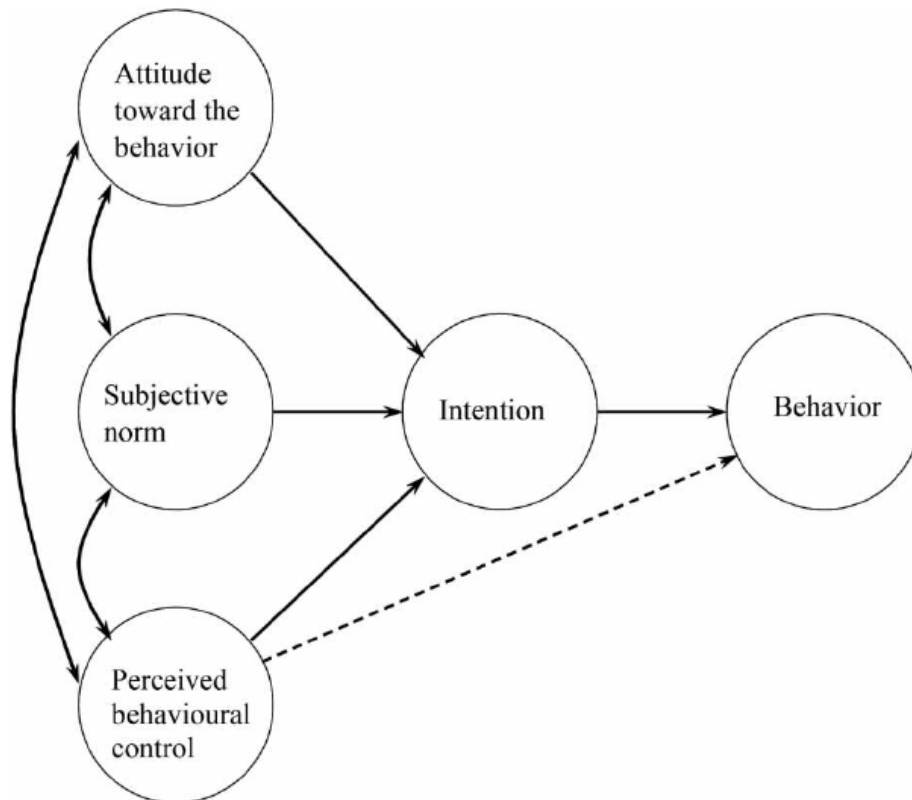 Attitude
toward the
behavior
Subjective
norm
Intention
Behavior
Perceived
behavioural
control